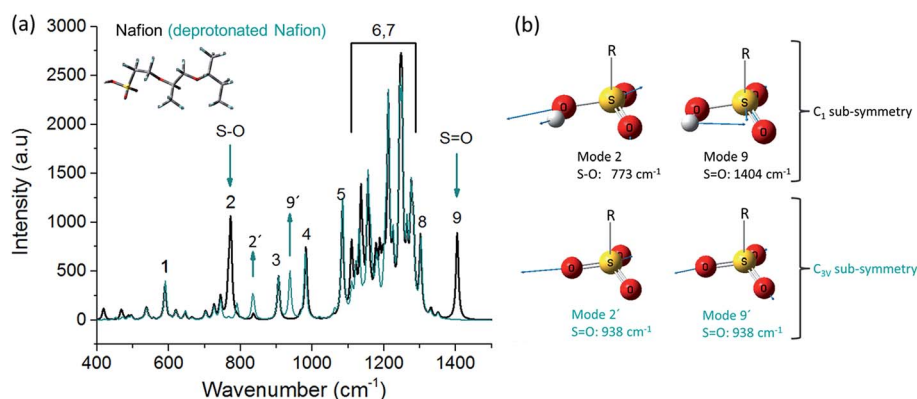 (a)
Nafion (deprotonated Nafion)
6,7
S-O
S=O
2
9´
5
9
2´
3
4
8
1
3000
2500
2000
1500
1000
500
0
Intensity (a.u)
400 600 800 1000 1200 1400
Wavenumber (cm-1)
(b)
R
R
S
O
O
O
S
O
O
O
Mode 2
S-O: 773 cm-1
Mode 9
S=O: 1404 cm-1
C1 sub-symmetry
R
R
S
O
O
O
S
O
O
O
Mode 2´
S=O: 938 cm-1
Mode 9´
S=O: 938 cm-1
C3V sub-symmetry